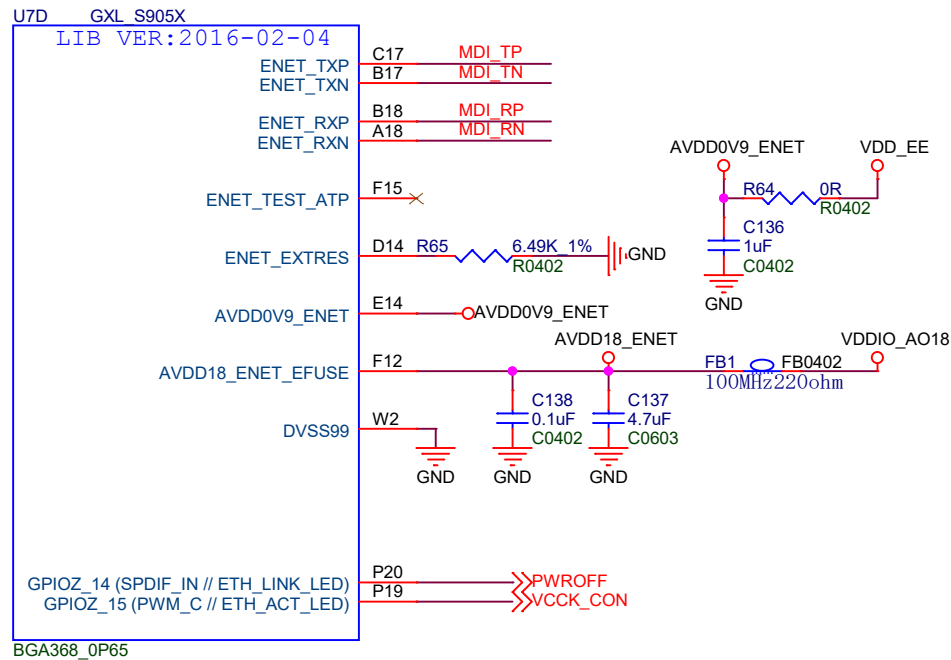 U7D GXL_S905X
LIB VER:2016-02-04
ENET_TXP C17 MDI_TP
ENET_TXN B17 MDI_TN
ENET_RXP B18 MDI_RP
ENET_RXN A18 MDI_RN
AVDD0V9_ENET VDD_EE
R64 0R
R0402
ENET_TEST_ATP F15
C136
1uF
C0402
GND
ENET_EXTRES D14 R65 6.49K_1% GND
R0402
AVDD0V9_ENET E14 AVDD0V9_ENET
AVDD18_ENET VDDIO_AO18
AVDD18_ENET_EFUSE F12 FB1 FB0402
100MHz220ohm
C138 C137
0.1uF 4.7uF
C0402 C0603
DVSS99 W2
GND GND GND
GPIOZ_14 (SPDIF_IN // ETH_LINK_LED) P20 PWROFF
GPIOZ_15 (PWM_C // ETH_ACT_LED) P19 VCCK_CON
BGA368_0P65